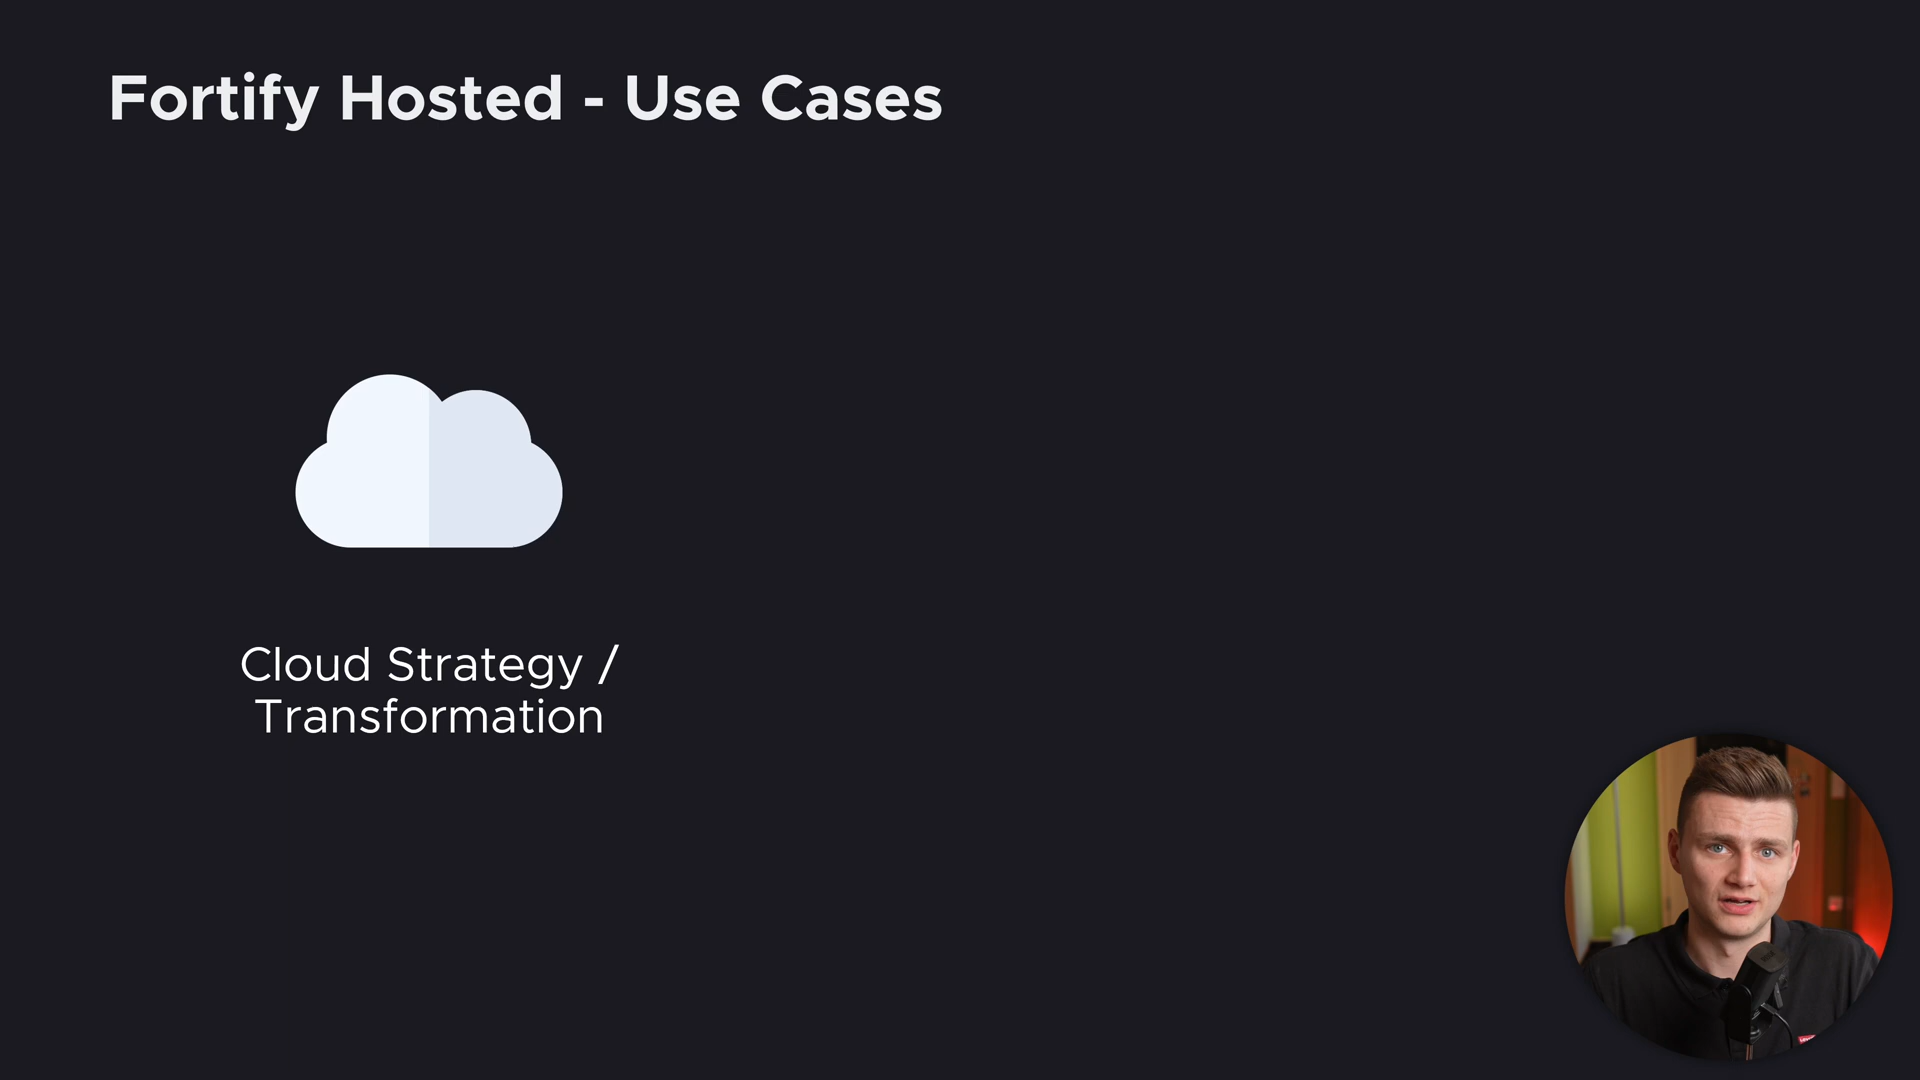 Fortify Hosted - Use Cases
Cloud Strategy /
Transformation